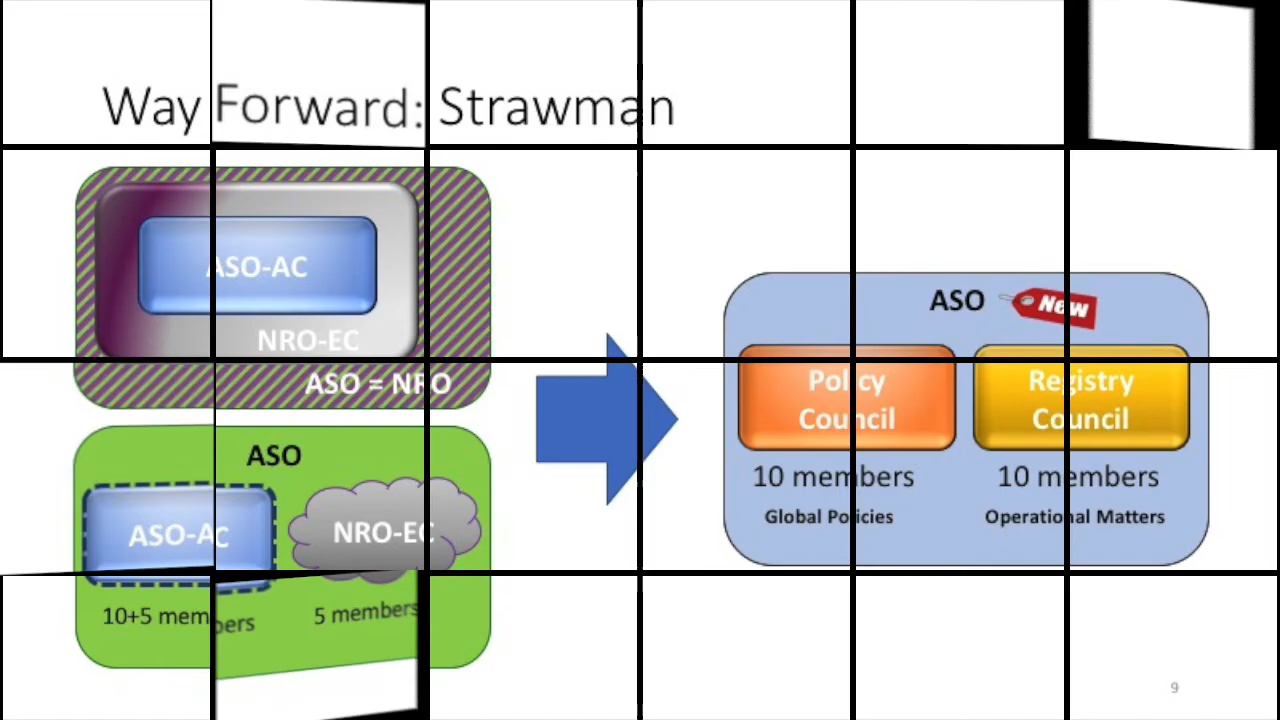 Way Forward: Strawman
ASO-AC
NRO-EC
ASO = NRO
ASO
ASO-AC
NRO-EC
10+5 members
5 members
ASO
New
Policy
Council
Registry
Council
10 members
10 members
Global Policies
Operational Matters
9